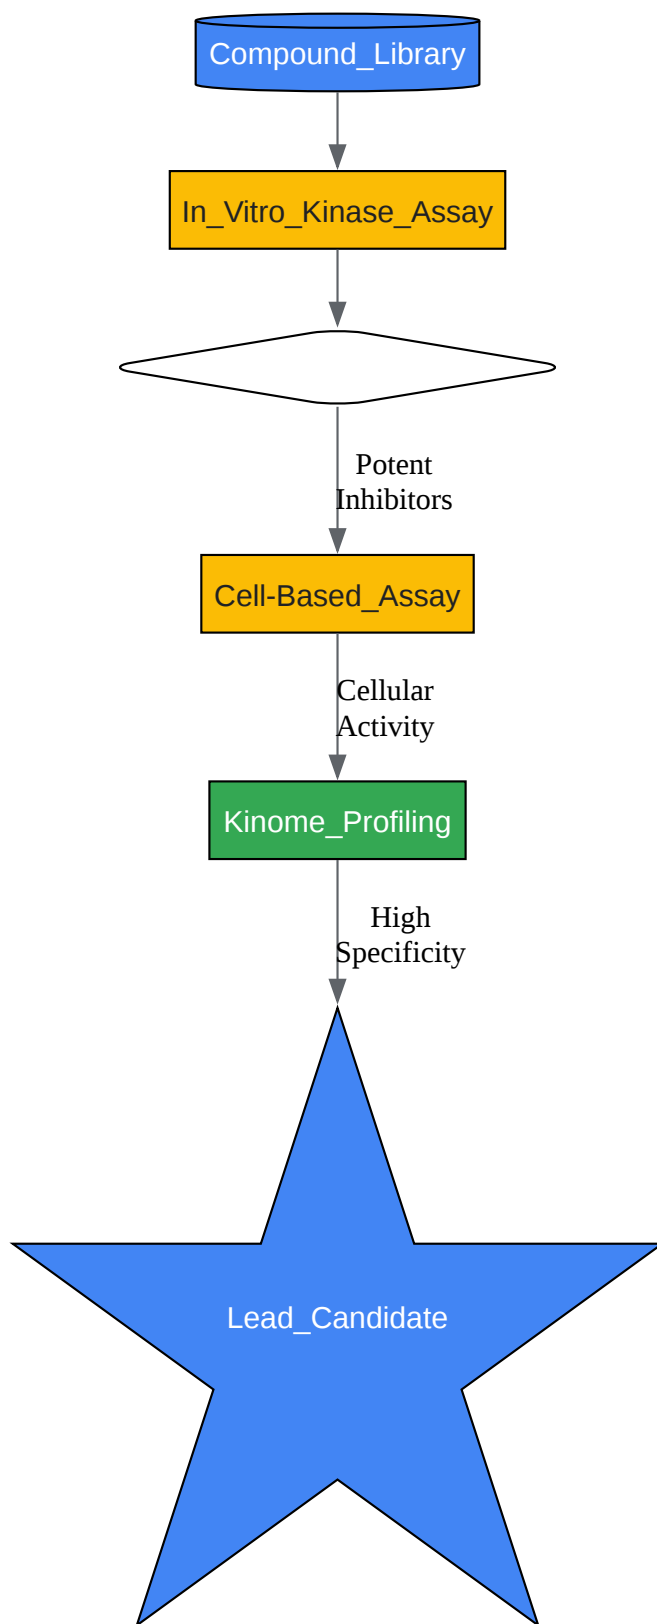 Compound_Library
In_Vitro_Kinase_Assay
Potent
Inhibitors
Cell-Based_Assay
Cellular
Activity
Kinome_Profiling
High
Specificity
Lead_Candidate